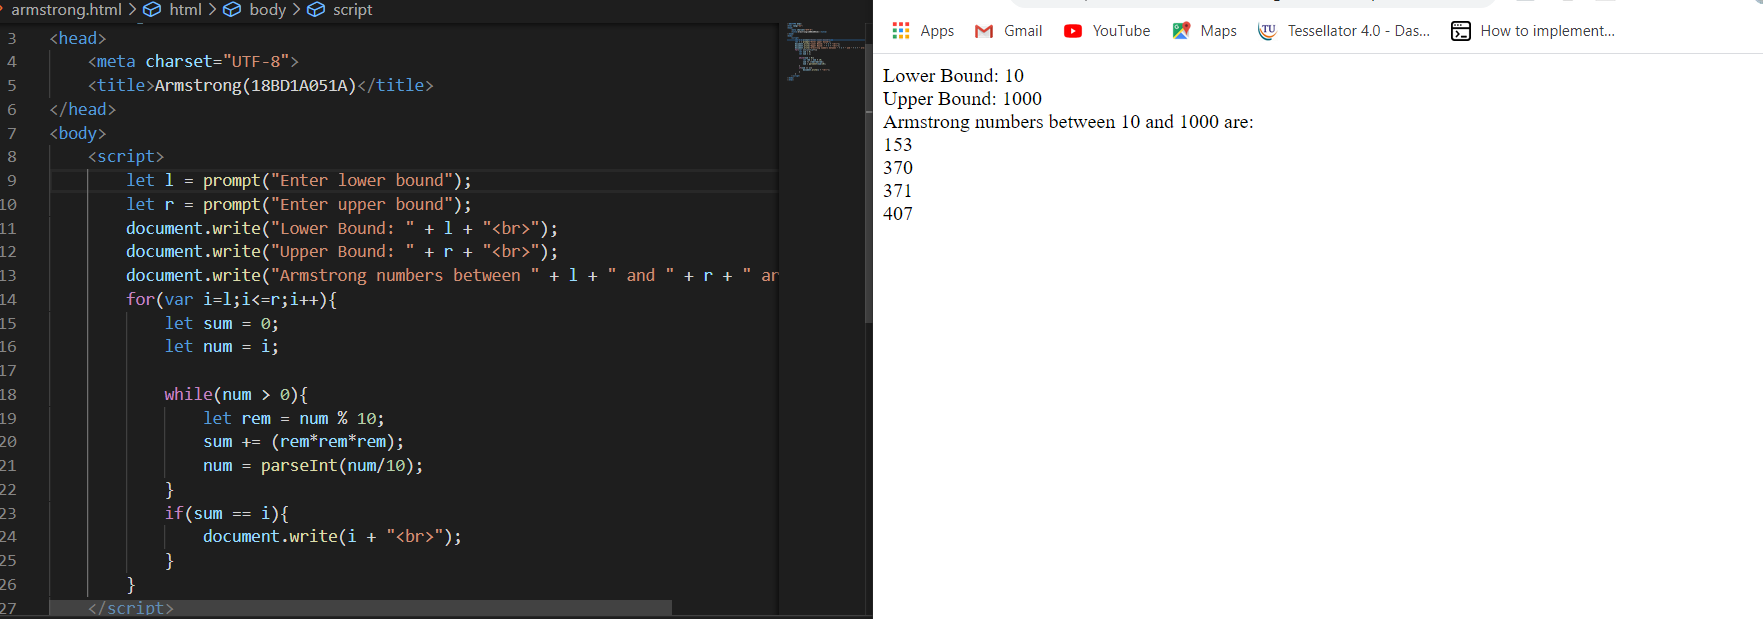 armstrong.html > html > body > script
3 <head>
4 <meta charset="UTF-8">
5 <title>Armstrong(18BD1A051A)</title>
6 </head>
7 <body>
8 <script>
9 let l = prompt("Enter lower bound");
10 let r = prompt("Enter upper bound");
11 document.write("Lower Bound: " + l + "<br>");
12 document.write("Upper Bound: " + r + "<br>");
13 document.write("Armstrong numbers between " + l + " and " + r + " ar
14 for(var i=l;i<=r;i++){
15 let sum = 0;
16 let num = i;
17
18 while(num > 0){
19 let rem = num % 10;
20 sum += (rem*rem*rem);
21 num = parseInt(num/10);
22 }
23 if(sum == i){
24 document.write(i + "<br>");
25 }
26 }
27 </script>
Apps Gmail YouTube Maps TU Tessellator 4.0 - Das... How to implement...
Lower Bound: 10
Upper Bound: 1000
Armstrong numbers between 10 and 1000 are:
153
370
371
407